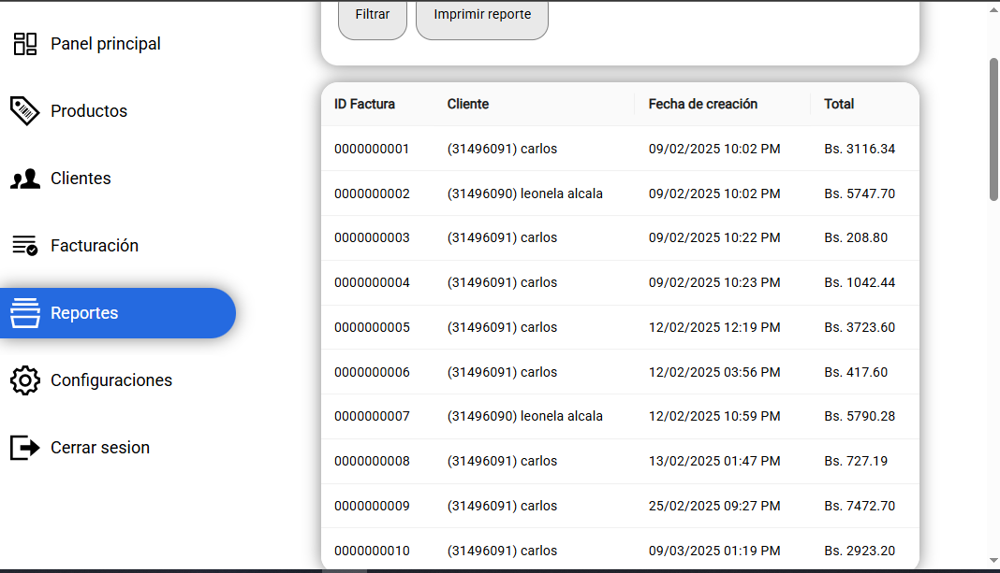 Panel principal
Productos
Clientes
Facturación
Reportes
Configuraciones
Cerrar sesion
Filtrar Imprimir reporte
ID Factura Cliente Fecha de creación Total
0000000001 (31496091) carlos 09/02/2025 10:02 PM Bs. 3116.34
0000000002 (31496090) leonela alcala 09/02/2025 10:02 PM Bs. 5747.70
0000000003 (31496091) carlos 09/02/2025 10:22 PM Bs. 208.80
0000000004 (31496091) carlos 09/02/2025 10:23 PM Bs. 1042.44
0000000005 (31496091) carlos 12/02/2025 12:19 PM Bs. 3723.60
0000000006 (31496091) carlos 12/02/2025 03:56 PM Bs. 417.60
0000000007 (31496090) leonela alcala 12/02/2025 10:59 PM Bs. 5790.28
0000000008 (31496091) carlos 13/02/2025 01:47 PM Bs. 727.19
0000000009 (31496091) carlos 25/02/2025 09:27 PM Bs. 7472.70
0000000010 (31496091) carlos 09/03/2025 01:19 PM Bs. 2923.20